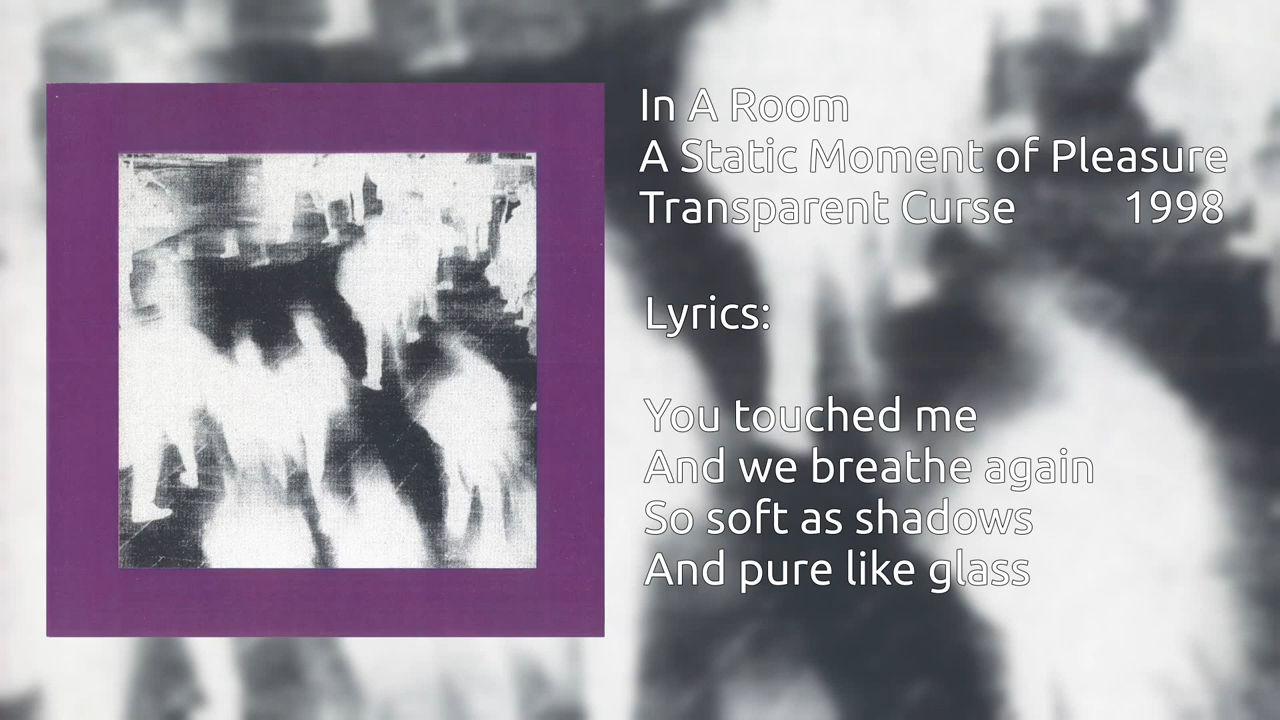 In A Room
A Static Moment of Pleasure
Transparent Curse 1998
Lyrics:
You touched me
And we breathe again
So soft as shadows
And pure like glass